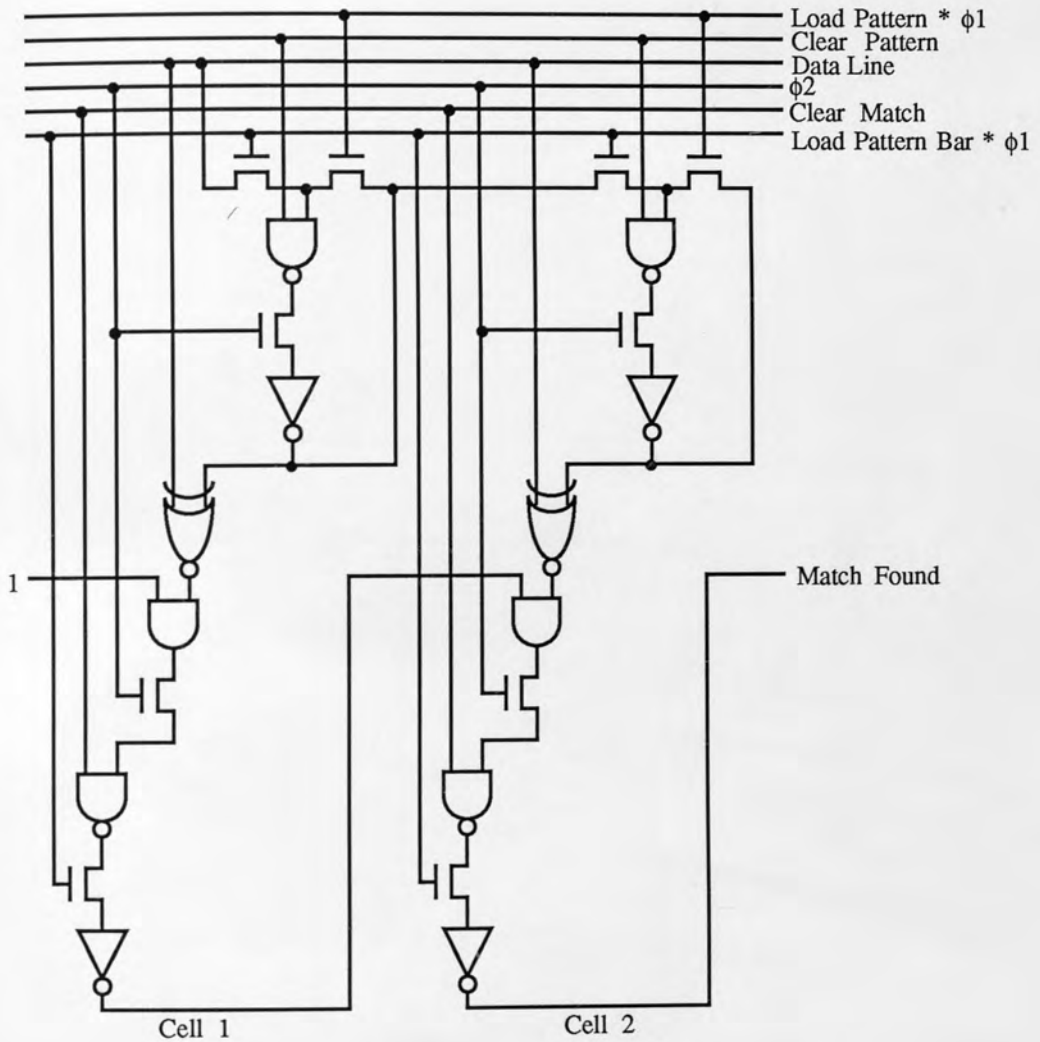 Load Pattern * ϕ1
Clear Pattern
Data Line
ϕ2
Clear Match
Load Pattern Bar * ϕ1
1
Match Found
Cell 1
Cell 2